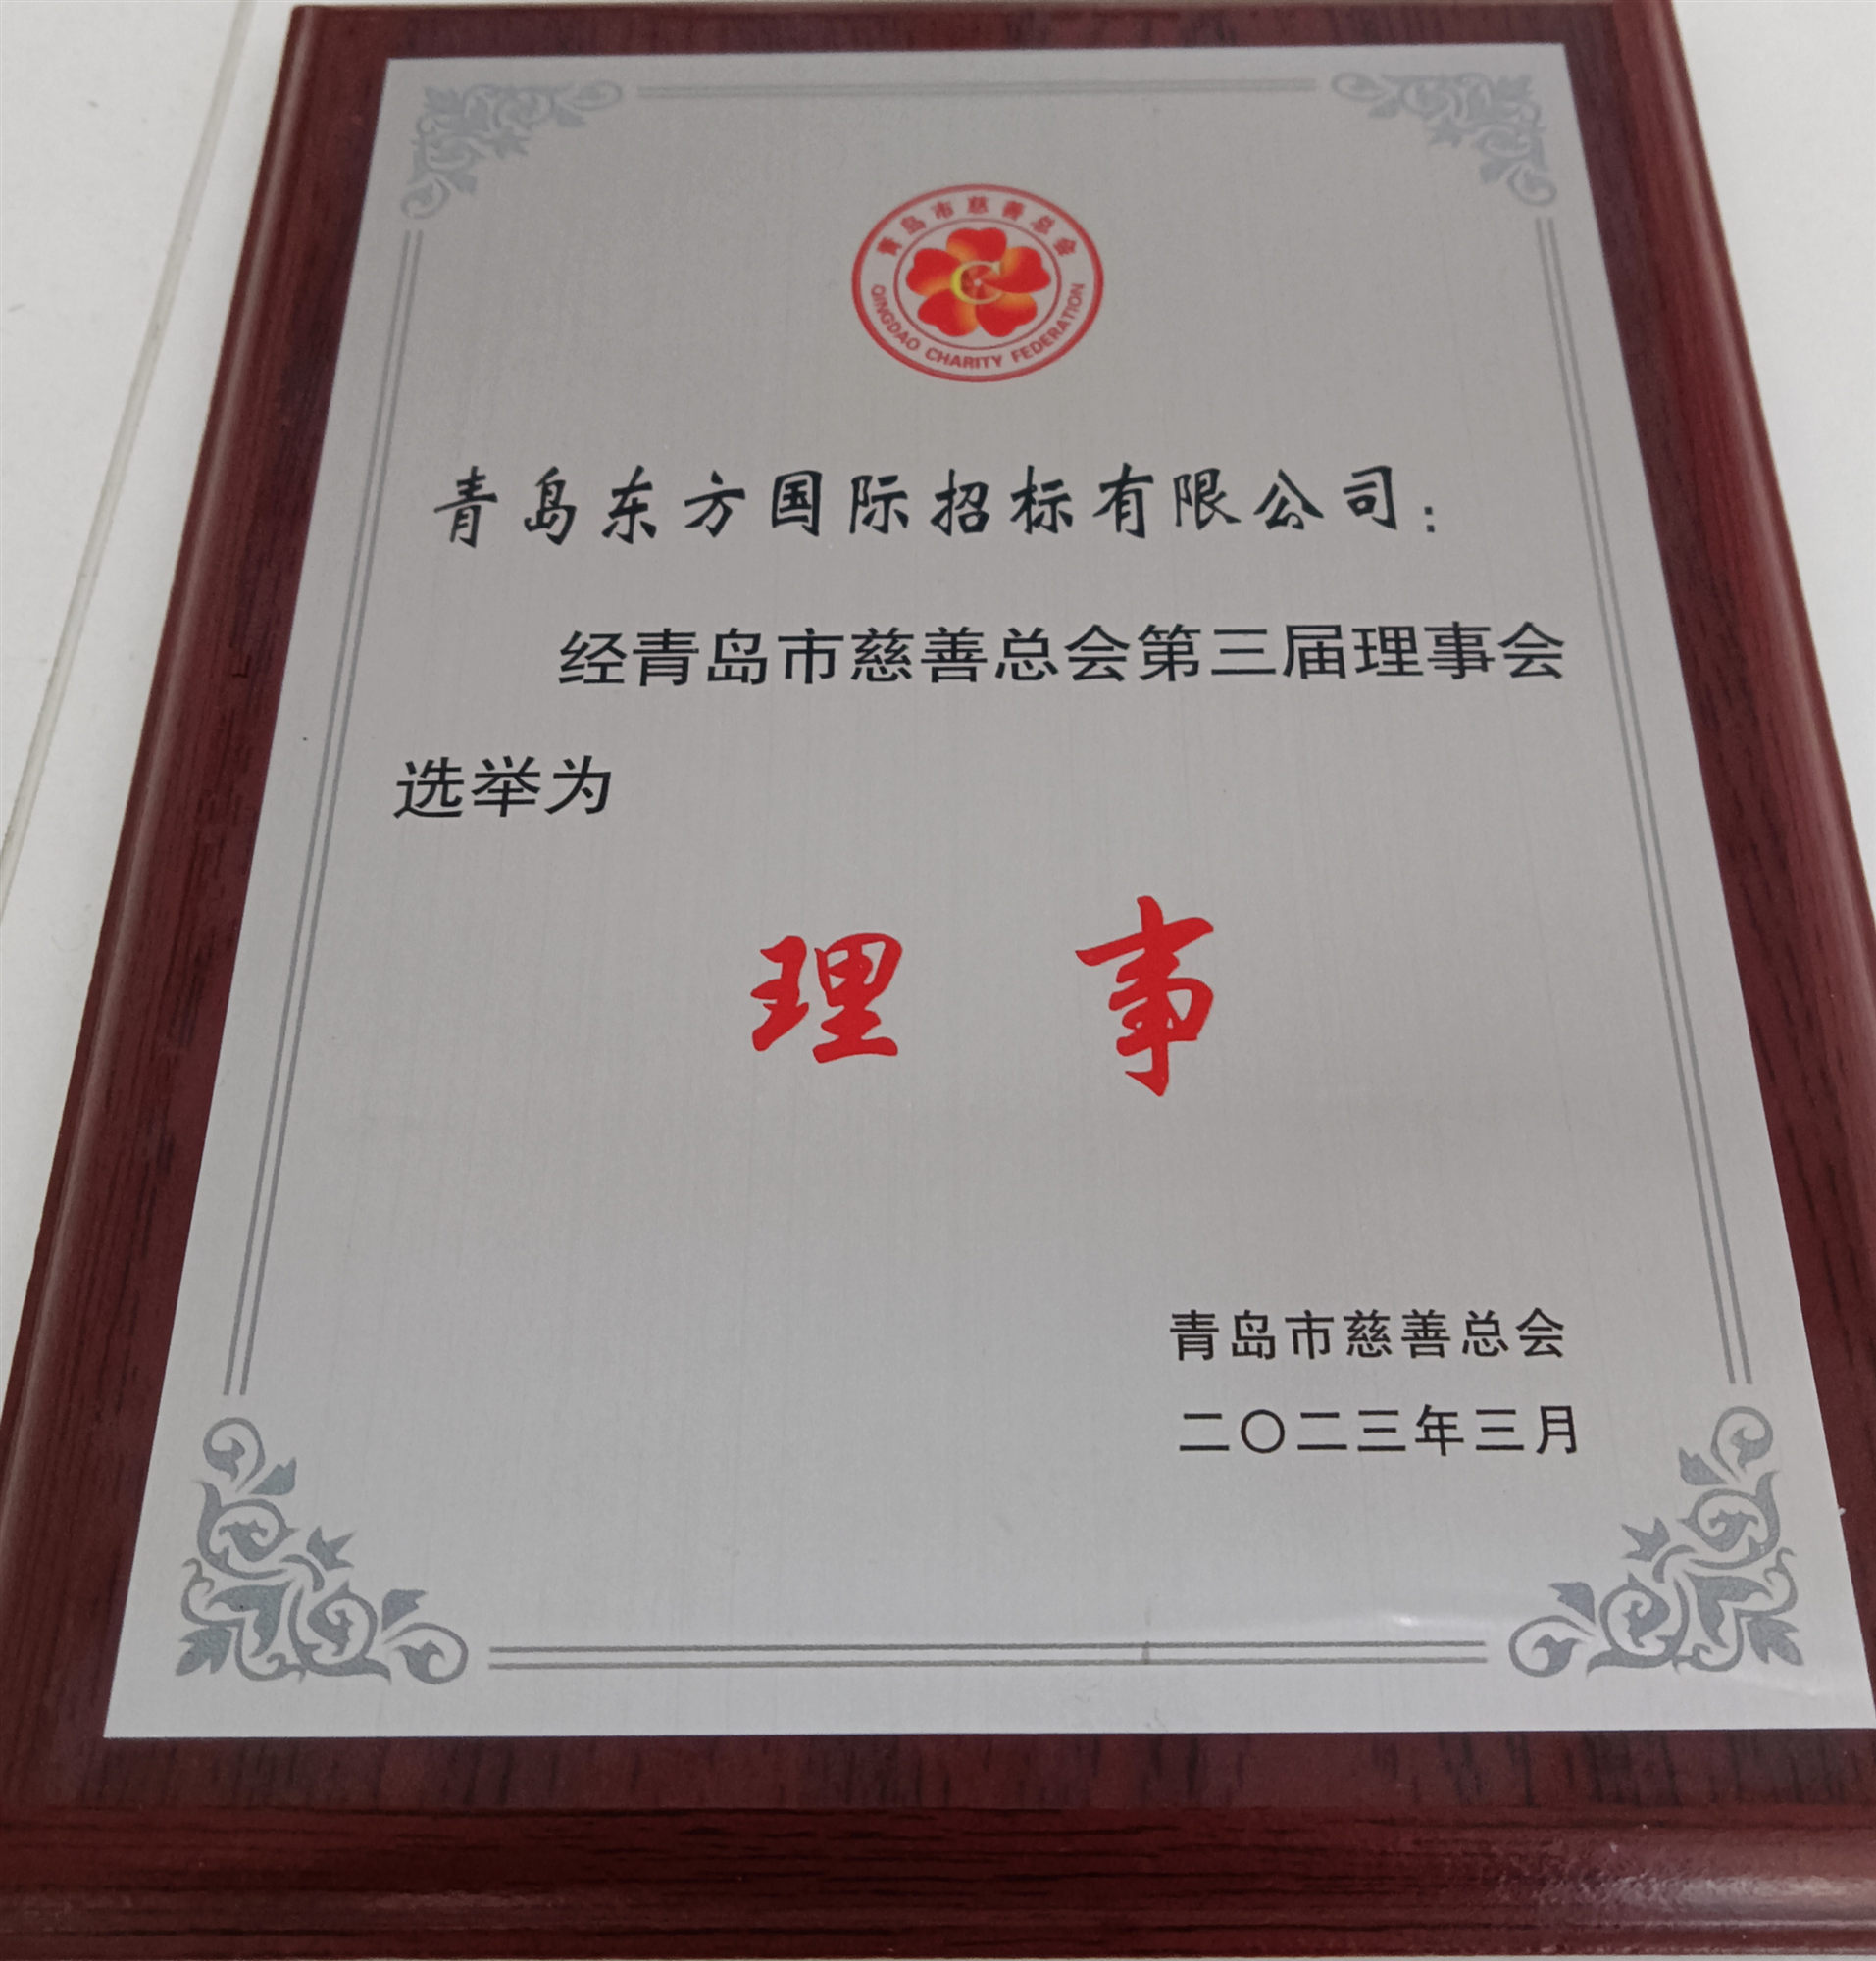 青岛市慈善总会
QINGDAO CHARITY FEDERATION
青岛东方国际招标有限公司：
经青岛市慈善总会第三届理事会
选举为
理 事
青岛市慈善总会
二〇二三年三月